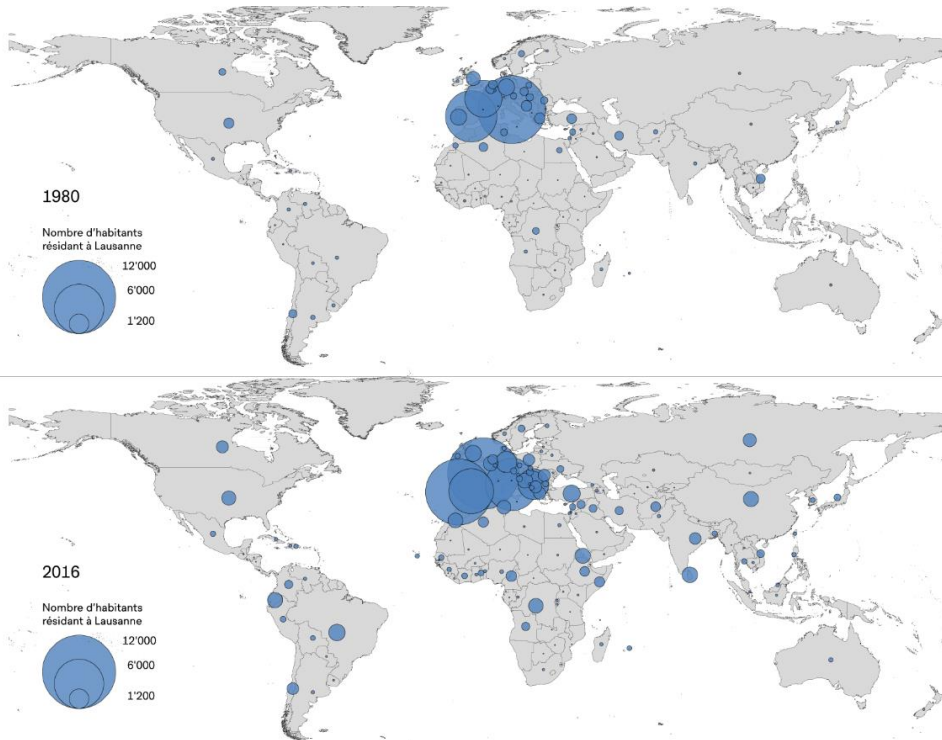 1980
Nombre d'habitants
résidant à Lausanne
12'000
6'000
1'200
2016
Nombre d'habitants
résidant à Lausanne
12'000
6'000
1'200